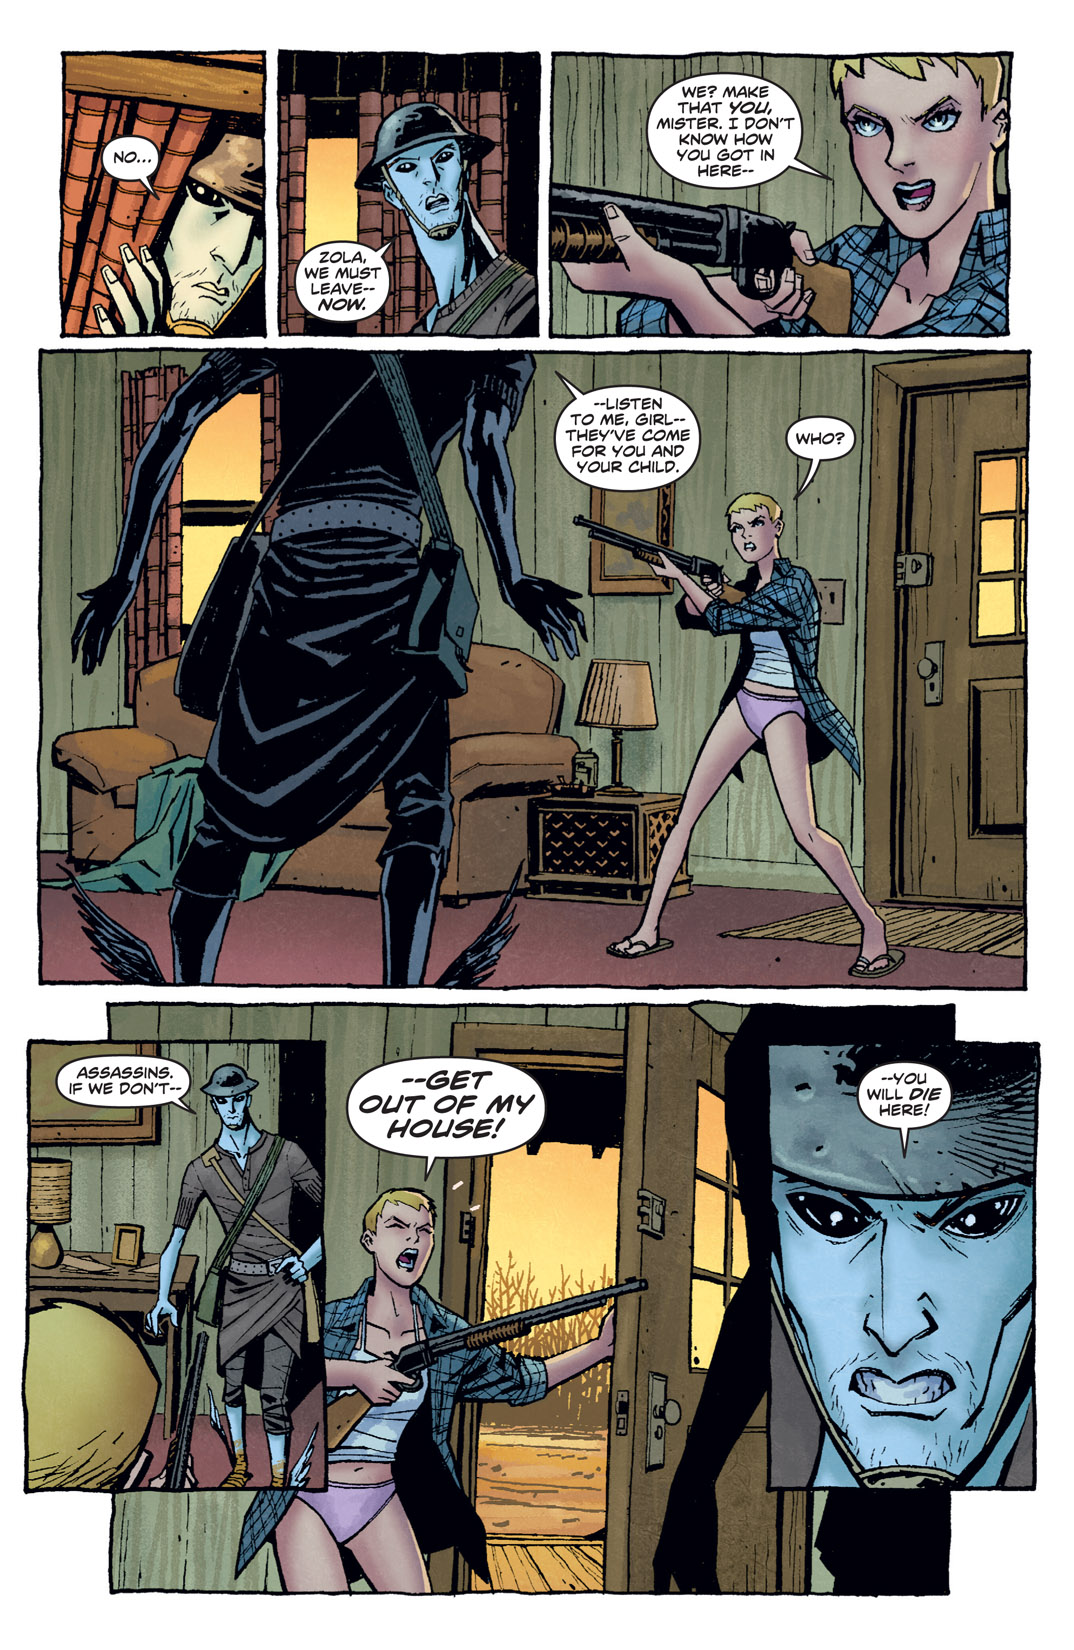 NO...
ZOLA,
WE MUST
LEAVE--
NOW.
WE? MAKE
THAT YOU,
MISTER. I DON'T
KNOW HOW
YOU GOT IN
HERE--
--LISTEN
TO ME, GIRL--
THEY'VE COME
FOR YOU AND
YOUR CHILD.
WHO?
ASSASSINS.
IF WE DON'T--
--GET
OUT OF MY
HOUSE!
--YOU
WILL DIE
HERE!